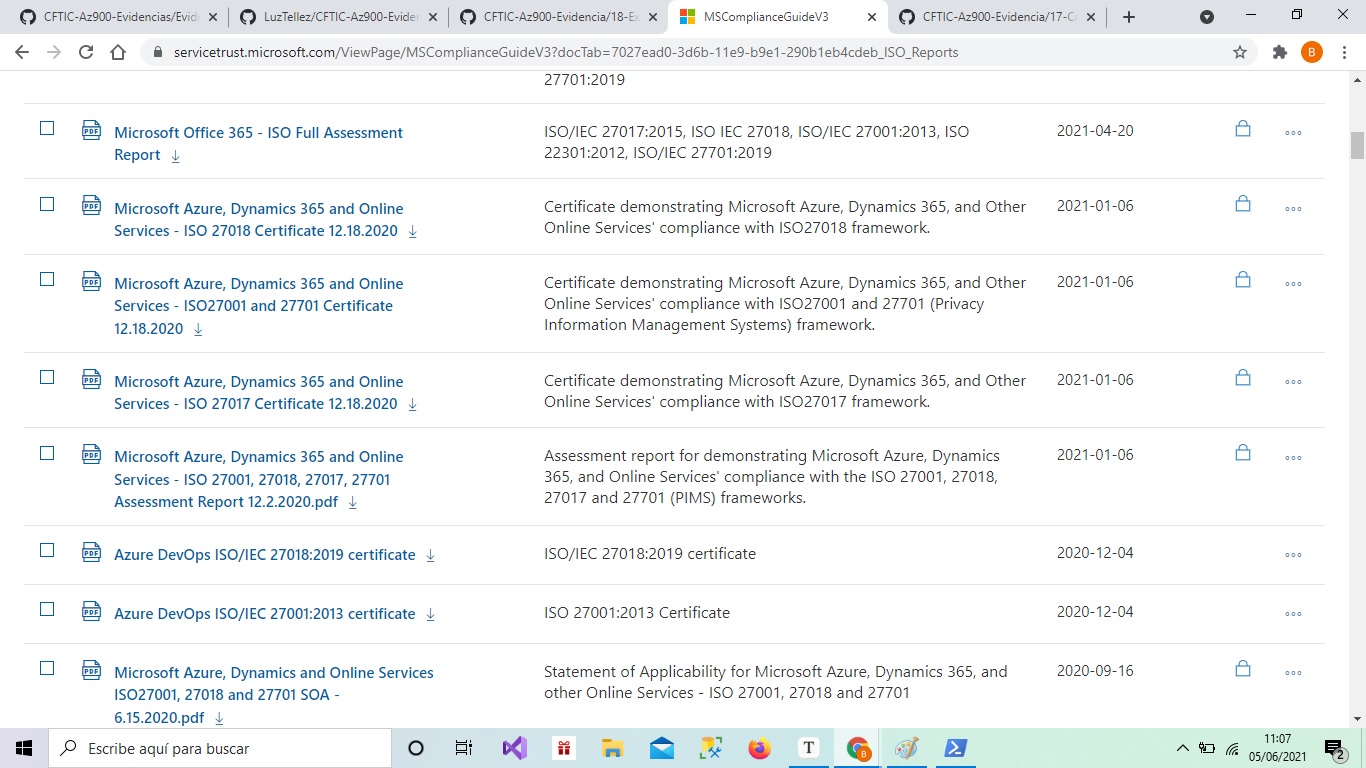 CFTIC-Az900-Evidencias/Evid
LuzTellez/CFTIC-Az900-Eviden
CFTIC-Az900-Evidencia/18-Ex
MSComplianceGuideV3
CFTIC-Az900-Evidencia/17-C
servicetrust.microsoft.com/ViewPage/MSComplianceGuideV3?docTab=7027ead0-3d6b-11e9-b9e1-290b1eb4cdeb_ISO_Reports
B
27701:2019
PDF
Microsoft Office 365 - ISO Full Assessment
Report
ISO/IEC 27017:2015, ISO IEC 27018, ISO/IEC 27001:2013, ISO
22301:2012, ISO/IEC 27701:2019
2021-04-20
PDF
Microsoft Azure, Dynamics 365 and Online
Services - ISO 27018 Certificate 12.18.2020
Certificate demonstrating Microsoft Azure, Dynamics 365, and Other
Online Services' compliance with ISO27018 framework.
2021-01-06
PDF
Microsoft Azure, Dynamics 365 and Online
Services - ISO27001 and 27701 Certificate
12.18.2020
Certificate demonstrating Microsoft Azure, Dynamics 365, and Other
Online Services' compliance with ISO27001 and 27701 (Privacy
Information Management Systems) framework.
2021-01-06
PDF
Microsoft Azure, Dynamics 365 and Online
Services - ISO 27017 Certificate 12.18.2020
Certificate demonstrating Microsoft Azure, Dynamics 365, and Other
Online Services' compliance with ISO27017 framework.
2021-01-06
PDF
Microsoft Azure, Dynamics 365 and Online
Services - ISO 27001, 27018, 27017, 27701
Assessment Report 12.2.2020.pdf
Assessment report for demonstrating Microsoft Azure, Dynamics
365, and Online Services' compliance with the ISO 27001, 27018,
27017 and 27701 (PIMS) frameworks.
2021-01-06
PDF
Azure DevOps ISO/IEC 27018:2019 certificate
ISO/IEC 27018:2019 certificate
2020-12-04
PDF
Azure DevOps ISO/IEC 27001:2013 certificate
ISO 27001:2013 Certificate
2020-12-04
PDF
Microsoft Azure, Dynamics and Online Services
ISO27001, 27018 and 27701 SOA -
6.15.2020.pdf
Statement of Applicability for Microsoft Azure, Dynamics 365, and
other Online Services - ISO 27001, 27018 and 27701
2020-09-16
Escribe aquí para buscar
T
B
11:07
05/06/2021
2